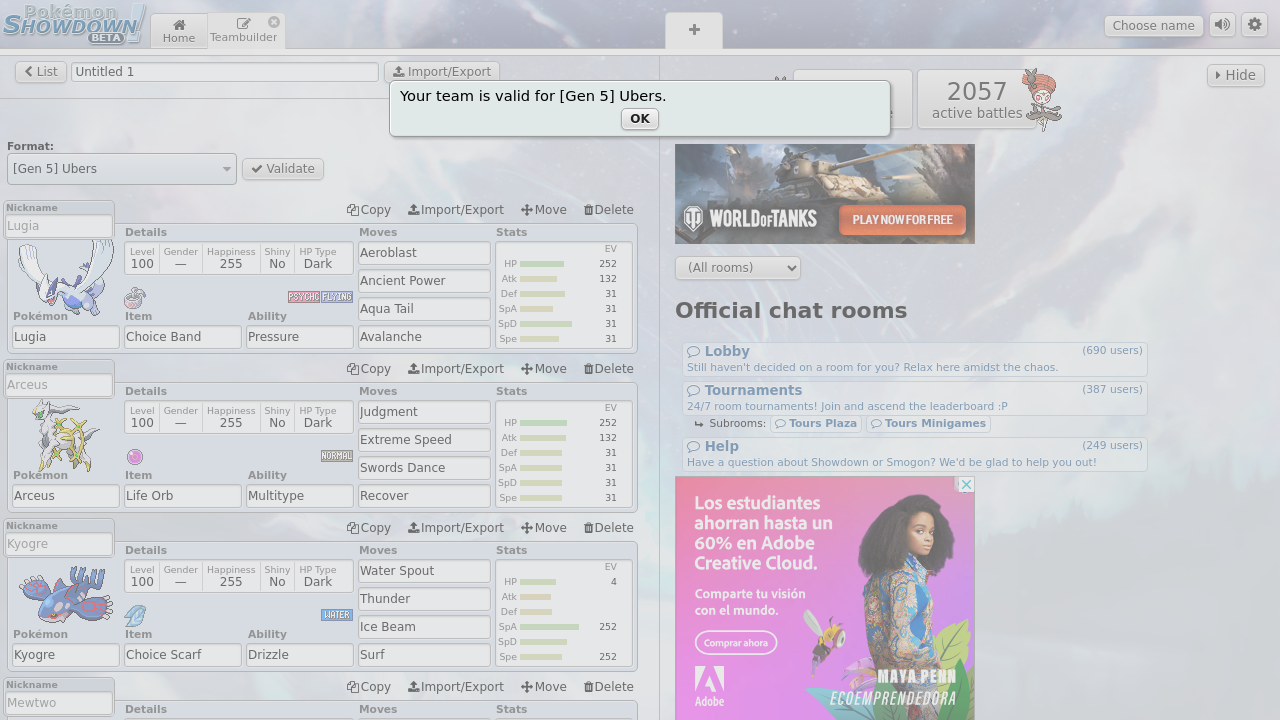 Pokémon
SHOWDOWN!
BETA
Home
Teambuilder
+
Choose name
List
Untitled 1
Import/Export
Hide
Your team is valid for [Gen 5] Ubers.
OK
2057
active battles
Format:
[Gen 5] Ubers
Validate
WORLD OF TANKS
PLAY NOW FOR FREE
(All rooms)
Official chat rooms
Lobby
(690 users)
Still haven't decided on a room for you? Relax here amidst the chaos.
Tournaments
(387 users)
24/7 room tournaments! Join and ascend the leaderboard :P
Subrooms: Tours Plaza Tours Minigames
Help
(249 users)
Have a question about Showdown or Smogon? We'd be glad to help you out!
Los estudiantes
ahorran hasta un
60% en Adobe
Creative Cloud.
Comparte tu visión
con el mundo.
Comprar ahora
Adobe
MAYA PENN
ECOEMPRENDEDORA
Nickname
Lugia
Copy Import/Export Move Delete
Details
Moves
Stats
Level Gender Happiness Shiny HP Type
100 — 255 No Dark
PSYCHC FLYING
Pokémon Item Ability
Lugia Choice Band Pressure
Aeroblast
Ancient Power
Aqua Tail
Avalanche
EV
HP 252
Atk 132
Def 31
SpA 31
SpD 31
Spe 31
Nickname
Arceus
Copy Import/Export Move Delete
Details
Moves
Stats
Level Gender Happiness Shiny HP Type
100 — 255 No Dark
NORMAL
Pokémon Item Ability
Arceus Life Orb Multitype
Judgment
Extreme Speed
Swords Dance
Recover
EV
HP 252
Atk 132
Def 31
SpA 31
SpD 31
Spe 31
Nickname
Kyogre
Copy Import/Export Move Delete
Details
Moves
Stats
Level Gender Happiness Shiny HP Type
100 — 255 No Dark
WATER
Pokémon Item Ability
Kyogre Choice Scarf Drizzle
Water Spout
Thunder
Ice Beam
Surf
EV
HP 4
Atk
Def
SpA 252
SpD
Spe 252
Nickname
Mewtwo
Copy Import/Export Move Delete
Details
Moves
Stats